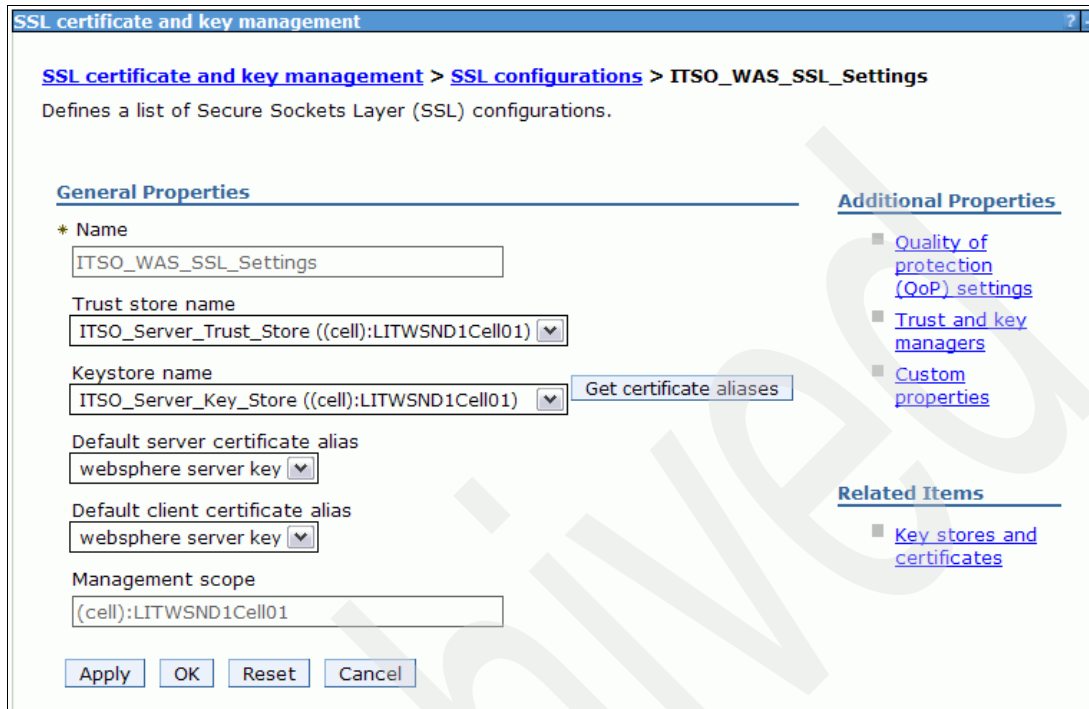 SSL certificate and key management
?
-
SSL certificate and key management > SSL configurations > ITSO_WAS_SSL_Settings
Defines a list of Secure Sockets Layer (SSL) configurations.
General Properties
* Name
ITSO_WAS_SSL_Settings
Trust store name
ITSO_Server_Trust_Store ((cell):LITWSND1Cell01)
Keystore name
ITSO_Server_Key_Store ((cell):LITWSND1Cell01)
Get certificate aliases
Default server certificate alias
websphere server key
Default client certificate alias
websphere server key
Management scope
(cell):LITWSND1Cell01
Apply
OK
Reset
Cancel
Additional Properties
Quality of
protection
(QoP) settings
Trust and key
managers
Custom
properties
Related Items
Key stores and
certificates
hived